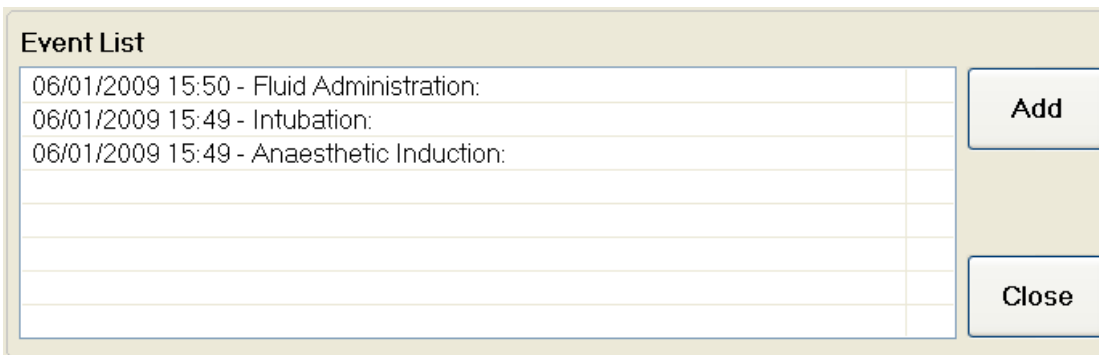 Event List
06/01/2009 15:50 - Fluid Administration:
06/01/2009 15:49 - Intubation:
06/01/2009 15:49 - Anaesthetic Induction:
Add
Close